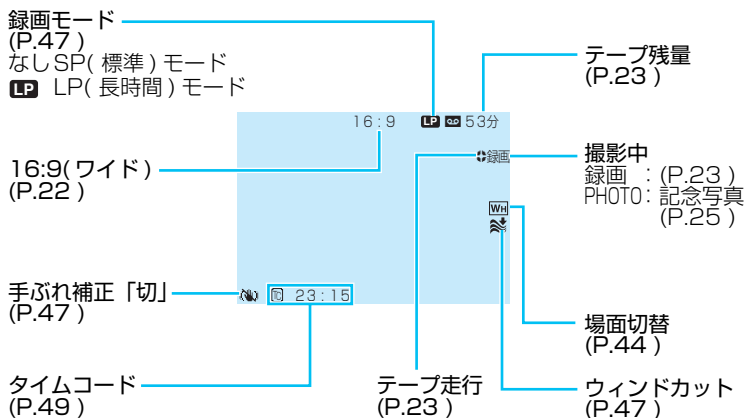 録画モード
(P.47 )
なしSP( 標準 ) モード
LP LP( 長時間 ) モード
テープ残量
(P.23 )
16:9 LP 53分
録画
16:9( ワイド )
(P.22 )
撮影中
録画 : (P.23 )
PHOTO : 記念写真
(P.25 )
WH
手ぶれ補正「切」
(P.47 )
TC 23:15
場面切替
(P.44 )
タイムコード
(P.49 )
テープ走行
(P.23 )
ウィンドカット
(P.47 )